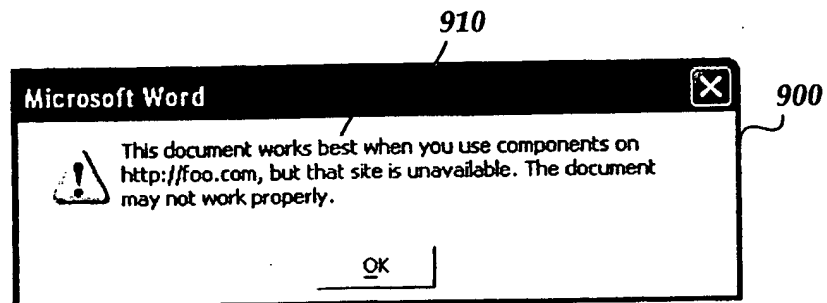 910
Microsoft Word
900
This document works best when you use components on
http://foo.com, but that site is unavailable. The document
may not work properly.
OK